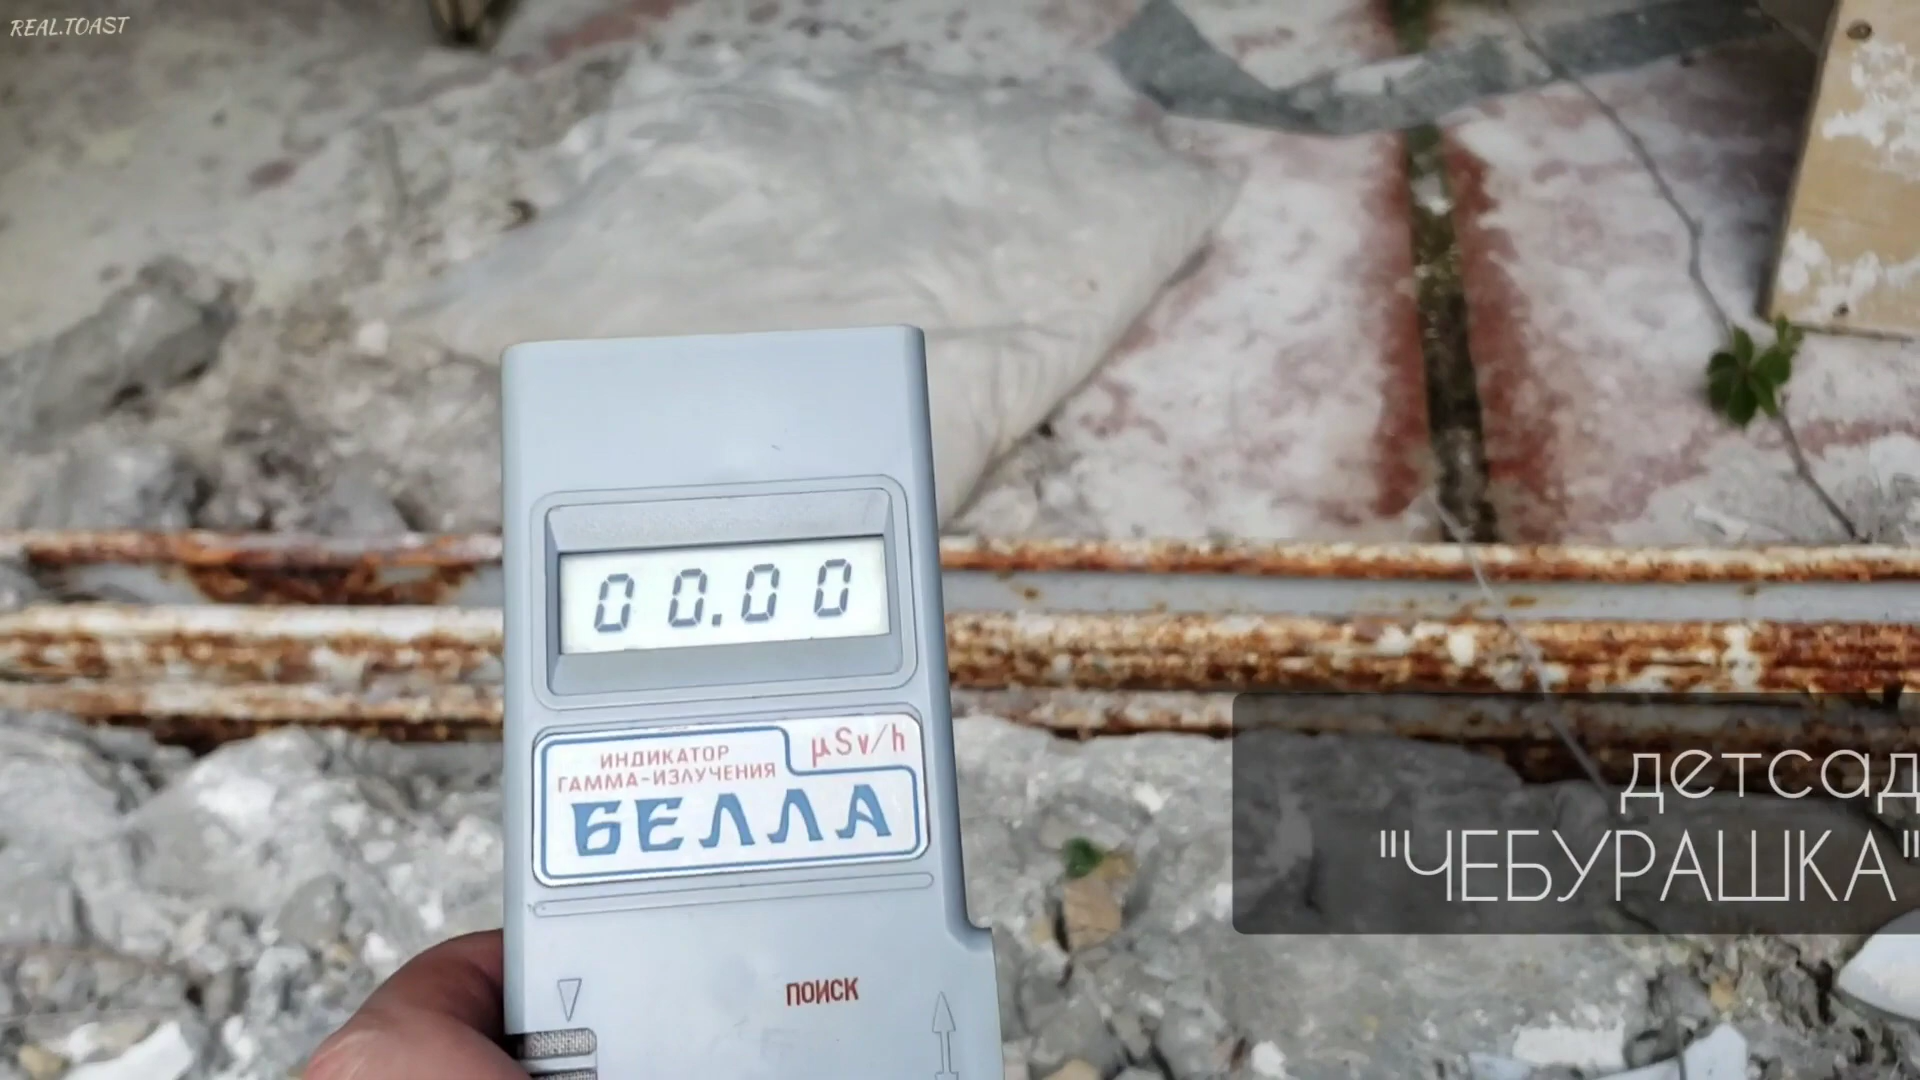 REAL.TOAST
00.00
ИНДИКАТОР
ГАММА-ИЗЛУЧЕНИЯ
µSv/h
БЕЛЛА
ПОИСК
детсад
"ЧЕБУРАШКА"